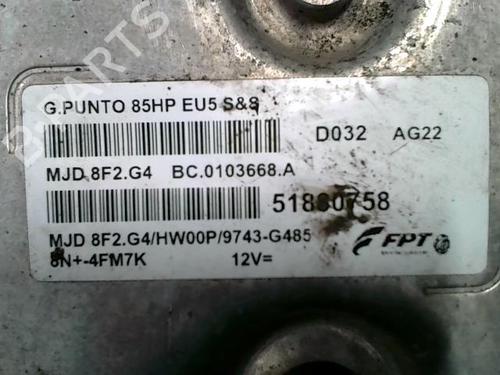 G.PUNTO 85HP EU5 S&S
D032 AG22
MJD 8F2.G4 BC.0103668.A
MJD 8F2.G4/HW00P/9743-G485
6N+-4FM7K 12V=
FPT